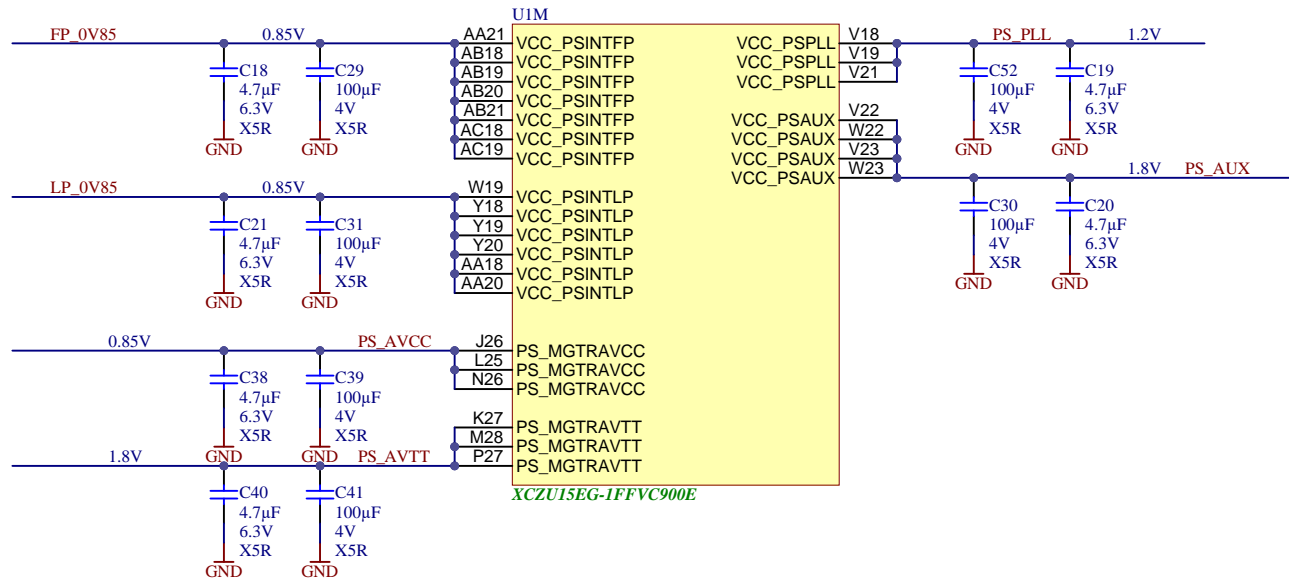 U1M
FP_0V85
0.85V
C18
4.7µF
6.3V
X5R
GND
C29
100µF
4V
X5R
GND
AA21 VCC_PSINTFP
AB18 VCC_PSINTFP
AB19 VCC_PSINTFP
AB20 VCC_PSINTFP
AB21 VCC_PSINTFP
AC18 VCC_PSINTFP
AC19 VCC_PSINTFP
LP_0V85
0.85V
C21
4.7µF
6.3V
X5R
GND
C31
100µF
4V
X5R
GND
W19 VCC_PSINTLP
Y18 VCC_PSINTLP
Y19 VCC_PSINTLP
Y20 VCC_PSINTLP
AA18 VCC_PSINTLP
AA20 VCC_PSINTLP
0.85V
PS_AVCC
C38
4.7µF
6.3V
X5R
GND
C39
100µF
4V
X5R
GND
J26 PS_MGTRAVCC
L25 PS_MGTRAVCC
N26 PS_MGTRAVCC
1.8V
PS_AVTT
C40
4.7µF
6.3V
X5R
GND
C41
100µF
4V
X5R
GND
K27 PS_MGTRAVTT
M28 PS_MGTRAVTT
P27 PS_MGTRAVTT
VCC_PSPLL V18
VCC_PSPLL V19
VCC_PSPLL V21
PS_PLL
1.2V
C52
100µF
4V
X5R
GND
C19
4.7µF
6.3V
X5R
GND
VCC_PSAUX V22
VCC_PSAUX W22
VCC_PSAUX V23
VCC_PSAUX W23
1.8V
PS_AUX
C30
100µF
4V
X5R
GND
C20
4.7µF
6.3V
X5R
GND
XCZU15EG-1FFVC900E